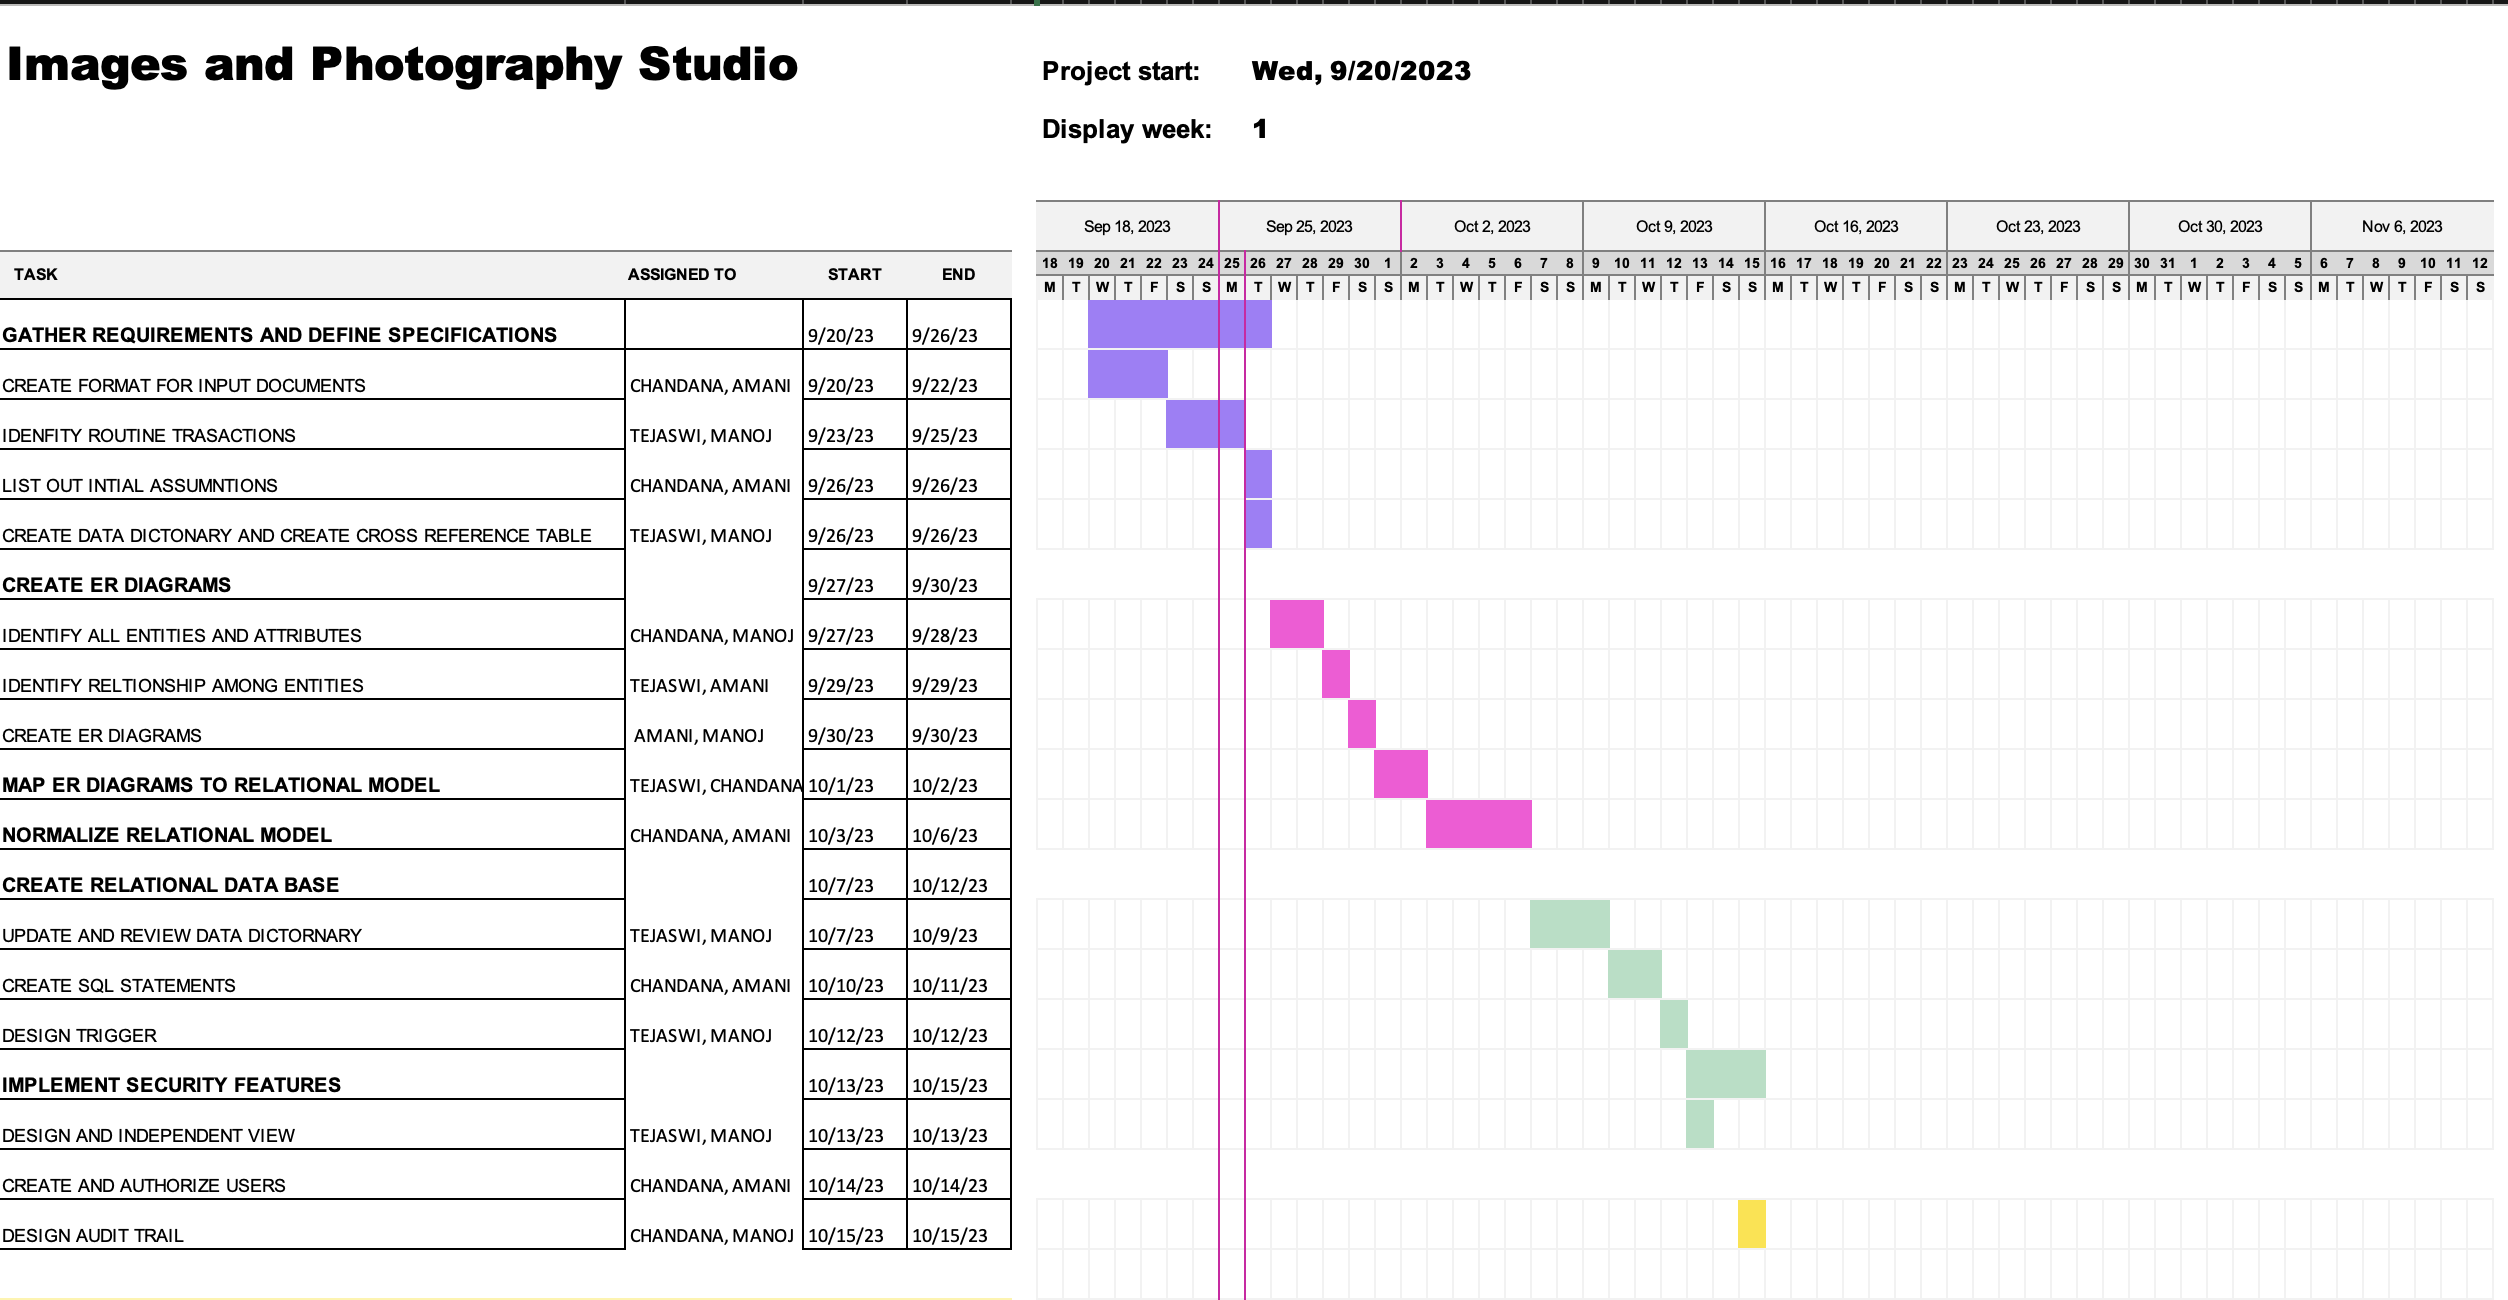 Images and Photography Studio
Project start: Wed, 9/20/2023
Display week: 1
Sep 18, 2023 Sep 25, 2023 Oct 2, 2023 Oct 9, 2023 Oct 16, 2023 Oct 23, 2023 Oct 30, 2023 Nov 6, 2023
18 19 20 21 22 23 24 25 26 27 28 29 30 1 2 3 4 5 6 7 8 9 10 11 12 13 14 15 16 17 18 19 20 21 22 23 24 25 26 27 28 29 30 31 1 2 3 4 5 6 7 8 9 10 11 12
TASK ASSIGNED TO START END
M T W T F S S M T W T F S S M T W T F S S M T W T F S S M T W T F S S M T W T F S S M T W T F S S M T W T F S S
GATHER REQUIREMENTS AND DEFINE SPECIFICATIONS 9/20/23 9/26/23
CREATE FORMAT FOR INPUT DOCUMENTS CHANDANA, AMANI 9/20/23 9/22/23
IDENFITY ROUTINE TRASACTIONS TEJASWI, MANOJ 9/23/23 9/25/23
LIST OUT INTIAL ASSUMNTIONS CHANDANA, AMANI 9/26/23 9/26/23
CREATE DATA DICTONARY AND CREATE CROSS REFERENCE TABLE TEJASWI, MANOJ 9/26/23 9/26/23
CREATE ER DIAGRAMS 9/27/23 9/30/23
IDENTIFY ALL ENTITIES AND ATTRIBUTES CHANDANA, MANOJ 9/27/23 9/28/23
IDENTIFY RELTIONSHIP AMONG ENTITIES TEJASWI, AMANI 9/29/23 9/29/23
CREATE ER DIAGRAMS AMANI, MANOJ 9/30/23 9/30/23
MAP ER DIAGRAMS TO RELATIONAL MODEL TEJASWI, CHANDANA 10/1/23 10/2/23
NORMALIZE RELATIONAL MODEL CHANDANA, AMANI 10/3/23 10/6/23
CREATE RELATIONAL DATA BASE 10/7/23 10/12/23
UPDATE AND REVIEW DATA DICTORNARY TEJASWI, MANOJ 10/7/23 10/9/23
CREATE SQL STATEMENTS CHANDANA, AMANI 10/10/23 10/11/23
DESIGN TRIGGER TEJASWI, MANOJ 10/12/23 10/12/23
IMPLEMENT SECURITY FEATURES 10/13/23 10/15/23
DESIGN AND INDEPENDENT VIEW TEJASWI, MANOJ 10/13/23 10/13/23
CREATE AND AUTHORIZE USERS CHANDANA, AMANI 10/14/23 10/14/23
DESIGN AUDIT TRAIL CHANDANA, MANOJ 10/15/23 10/15/23